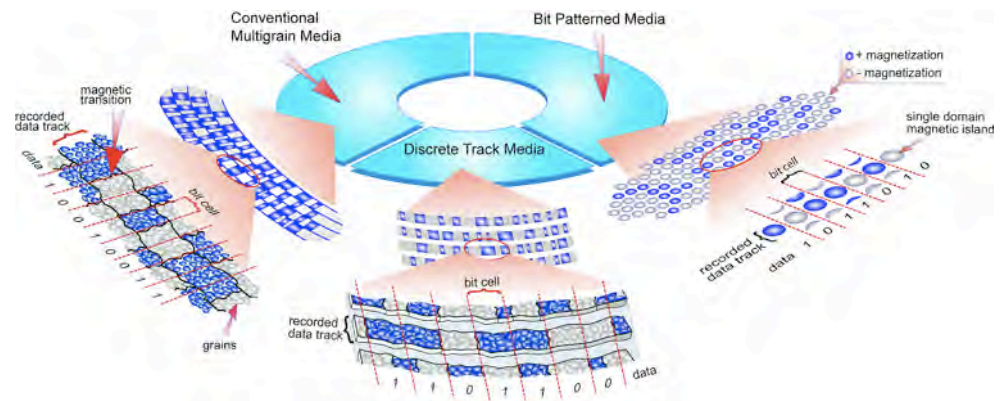 Conventional
Multigrain Media
Bit Patterned Media
Discrete Track Media
magnetic
transition
recorded
data track
data
1
0
0
1
0
0
1
1
bit cell
grains
bit cell
recorded
data track
1
1
0
1
1
0
0
data
+ magnetization
- magnetization
single domain
magnetic island
bit cell
recorded
data track
data
1
0
1
1
0
1
0